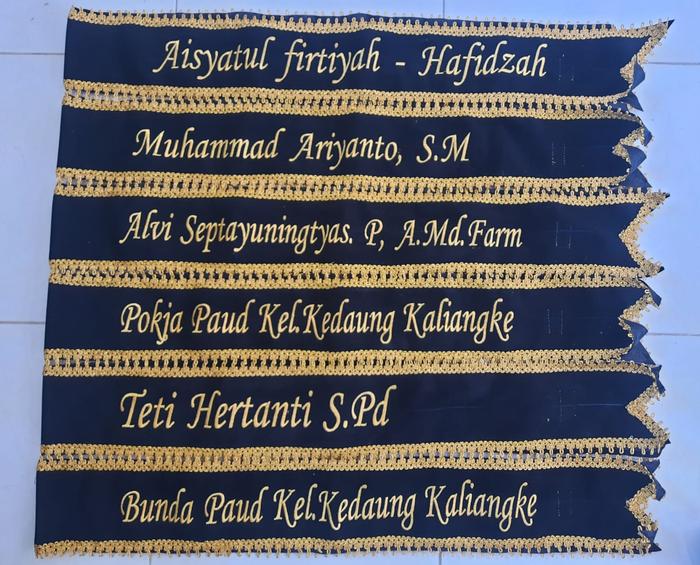 Aisyatul firtiyah - Hafidzah
Muhammad Ariyanto, S.M
Alvi Septayuningtyas. P, A.Md.Farm
Pokja Paud Kel.Kedaung Kaliangke
Teti Hertanti S.Pd
Bunda Paud Kel.Kedaung Kaliangke